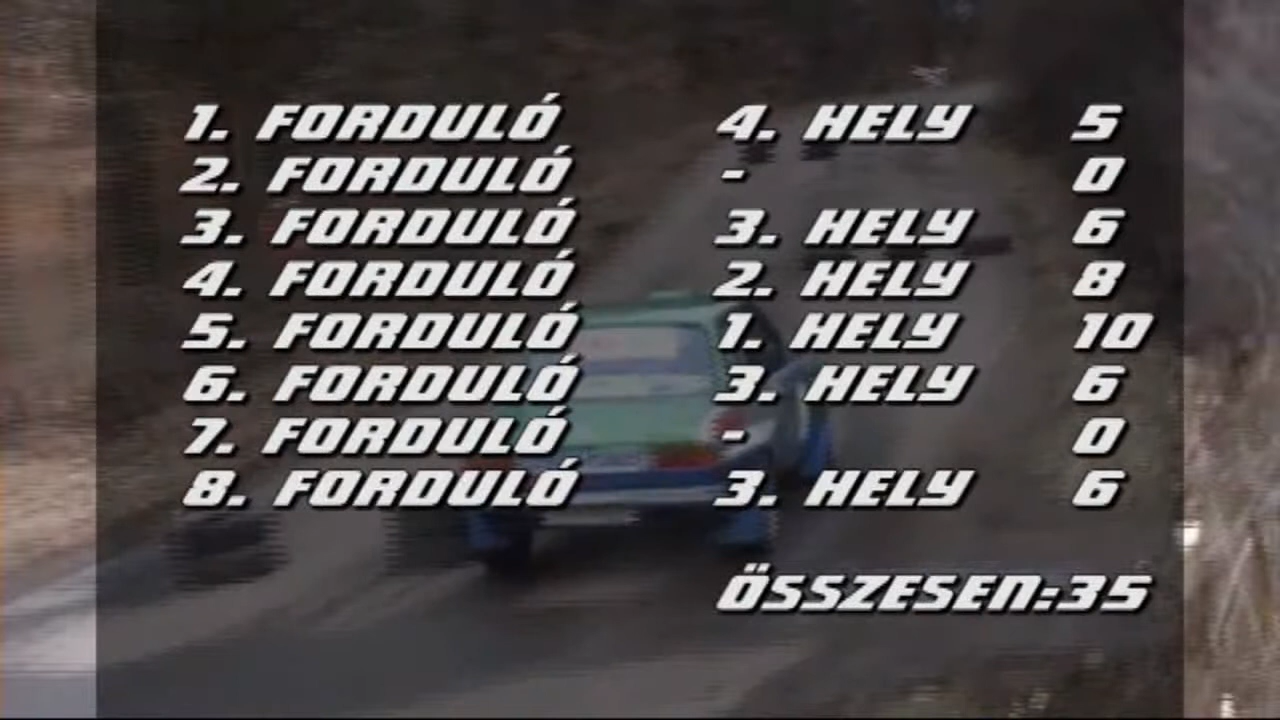 1. FORDULÓ 4. HELY 5
2. FORDULÓ - 0
3. FORDULÓ 3. HELY 6
4. FORDULÓ 2. HELY 8
5. FORDULÓ 1. HELY 10
6. FORDULÓ 3. HELY 6
7. FORDULÓ - 0
8. FORDULÓ 3. HELY 6
ÖSSZESEN:35